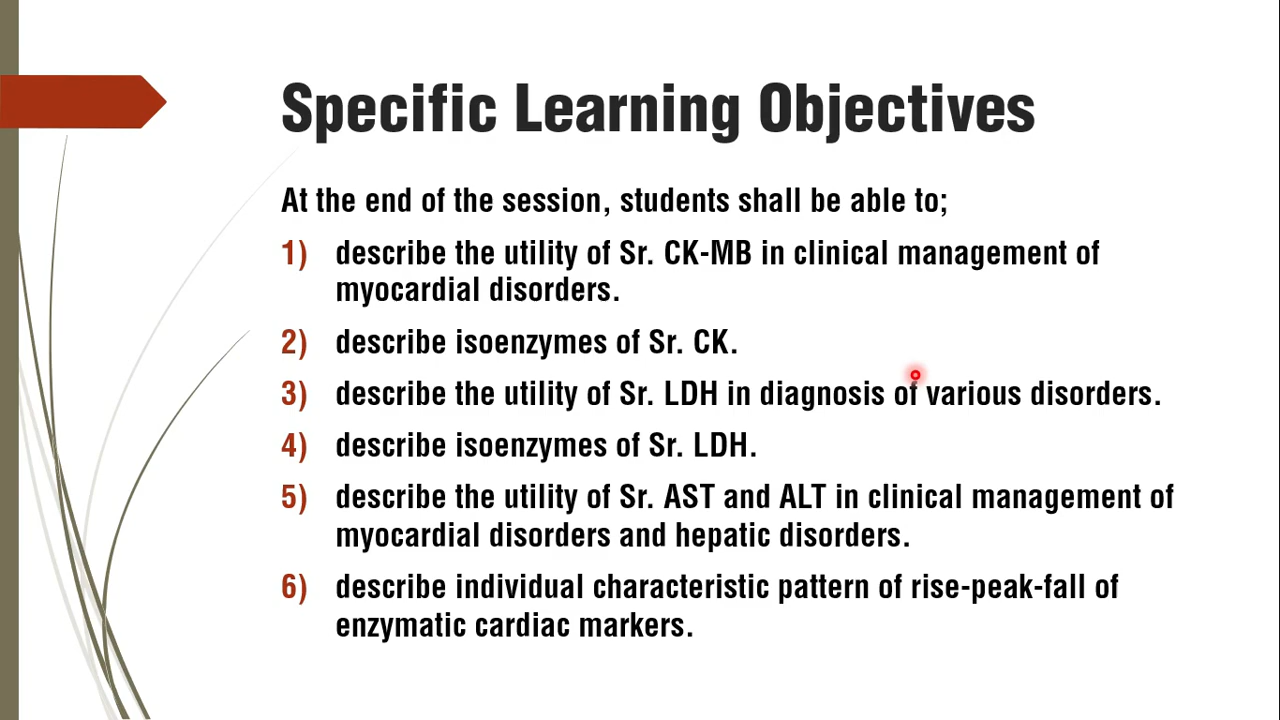 Specific Learning Objectives
At the end of the session, students shall be able to;
1) describe the utility of Sr. CK-MB in clinical management of
myocardial disorders.
2) describe isoenzymes of Sr. CK.
3) describe the utility of Sr. LDH in diagnosis of various disorders.
4) describe isoenzymes of Sr. LDH.
5) describe the utility of Sr. AST and ALT in clinical management of
myocardial disorders and hepatic disorders.
6) describe individual characteristic pattern of rise-peak-fall of
enzymatic cardiac markers.